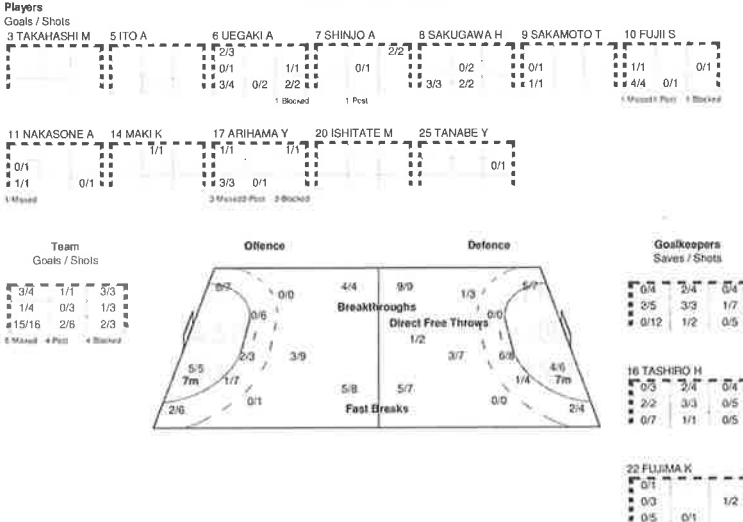 Players
Goals / Shots
3 TAKAHASHI M 5 ITO A 6 UEGAKI A 7 SHINJO A 8 SAKUGAWA H 9 SAKAMOTO T 10 FUJII S
2/3 2/2
0/1 1/1 0/1 0/2 0/1 1/1 0/1
3/4 0/2 2/2 3/3 2/2 1/1 4/4 0/1
1 Blocked 1 Post 1 Missed 1 Post 1 Blocked
11 NAKASONE A 14 MAKI K 17 ARIHAMA Y 20 ISHITATE M 25 TANABE Y
1/1 1/1 1/1
0/1 0/1
1/1 0/1 3/3 0/1
1 Missed
Team
Goals / Shots
3/4 1/1 3/3
1/4 0/3 1/3
15/16 2/6 2/3
4 Post 4 Blocked
Offence Defence
4/4 9/9 5/7
0/0 1/3
Breakthroughs
0/6 0/0
Direct Free Throws
1/2
2/3 3/9 3/7 6/8
5/5 4/6
7m 1/7 1/4 7m
5/8 5/7
0/1 0/0
2/6 Fast Breaks 2/4
Goalkeepers
Saves / Shots
0/4 2/4 0/4
2/5 3/3 1/7
0/12 1/2 0/5
16 TASHIRO H
0/3 2/4 0/4
2/2 3/3 0/5
0/7 1/1 0/5
22 FUJIMA K
0/1
0/3 1/2
0/5 0/1